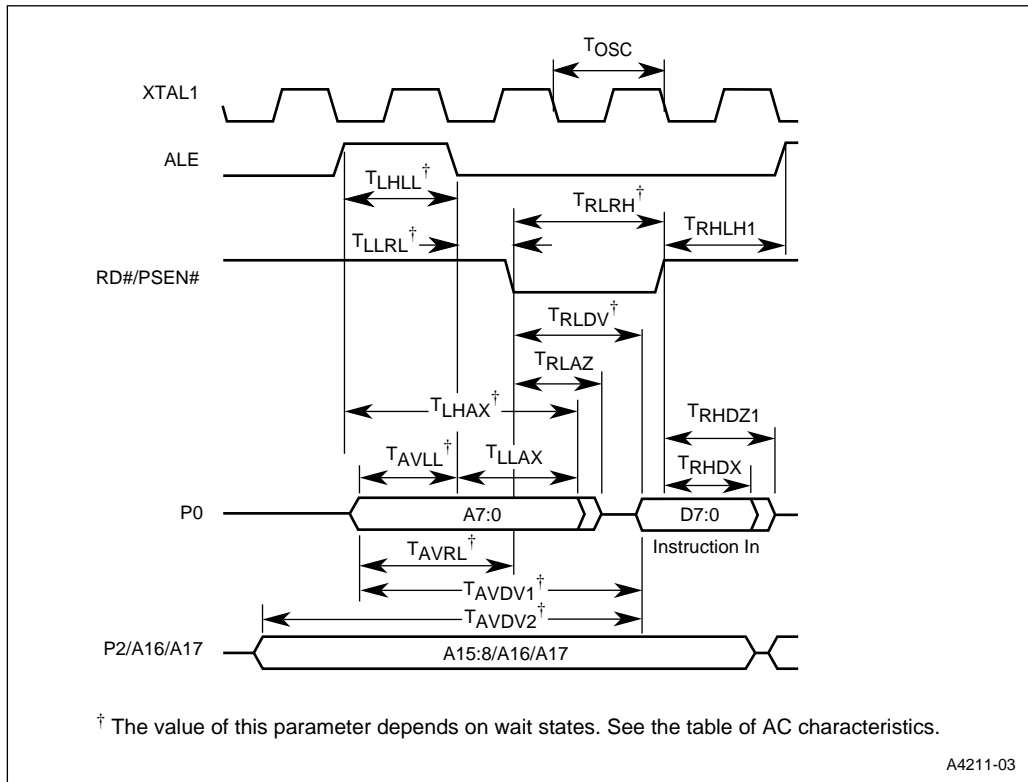 TOSC
XTAL1
ALE
TLHLL†
TRLRH†
TRHLH1
TLLRL†
RD#/PSEN#
TRLDV†
TRLAZ
TLHAX†
TRHDZ1
TAVLL†
TLLAX
TRHDX
P0
A7:0
D7:0
Instruction In
TAVRL†
TAVDV1†
TAVDV2†
P2/A16/A17
A15:8/A16/A17
† The value of this parameter depends on wait states. See the table of AC characteristics.
A4211-03